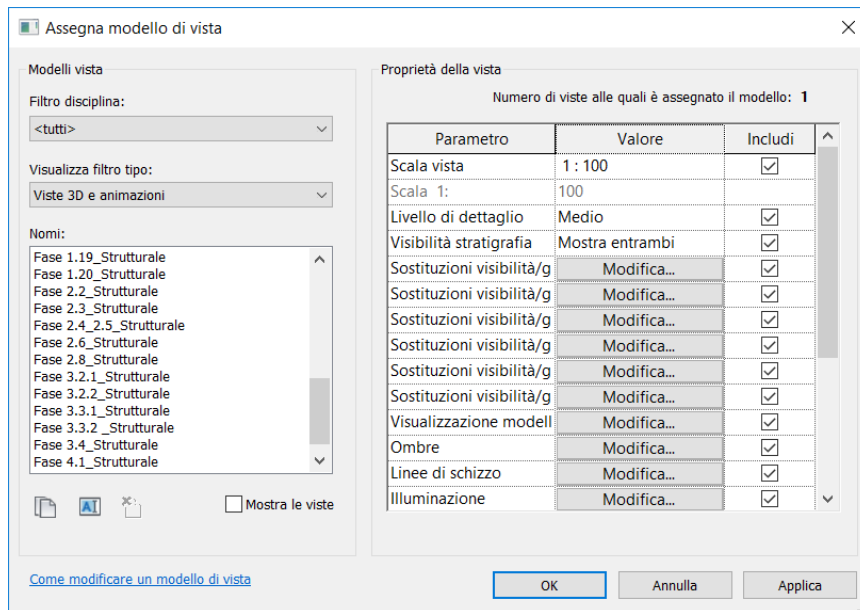 Assegna modello di vista
Modelli vista
Filtro disciplina:
<tutti>
Visualizza filtro tipo:
Viste 3D e animazioni
Nomi:
Fase 1.19_Strutturale
Fase 1.20_Strutturale
Fase 2.2_Strutturale
Fase 2.3_Strutturale
Fase 2.4_2.5_Strutturale
Fase 2.6_Strutturale
Fase 2.8_Strutturale
Fase 3.2.1_Strutturale
Fase 3.2.2_Strutturale
Fase 3.3.1_Strutturale
Fase 3.3.2 _Strutturale
Fase 3.4_Strutturale
Fase 4.1_Strutturale
Mostra le viste
Come modificare un modello di vista
Proprietà della vista
Numero di viste alle quali è assegnato il modello: 1
Parametro Valore Includi
Scala vista 1 : 100
Scala 1: 100
Livello di dettaglio Medio
Visibilità stratigrafia Mostra entrambi
Sostituzioni visibilità/g Modifica...
Sostituzioni visibilità/g Modifica...
Sostituzioni visibilità/g Modifica...
Sostituzioni visibilità/g Modifica...
Sostituzioni visibilità/g Modifica...
Sostituzioni visibilità/g Modifica...
Visualizzazione modell Modifica...
Ombre Modifica...
Linee di schizzo Modifica...
Illuminazione Modifica...
OK Annulla Applica